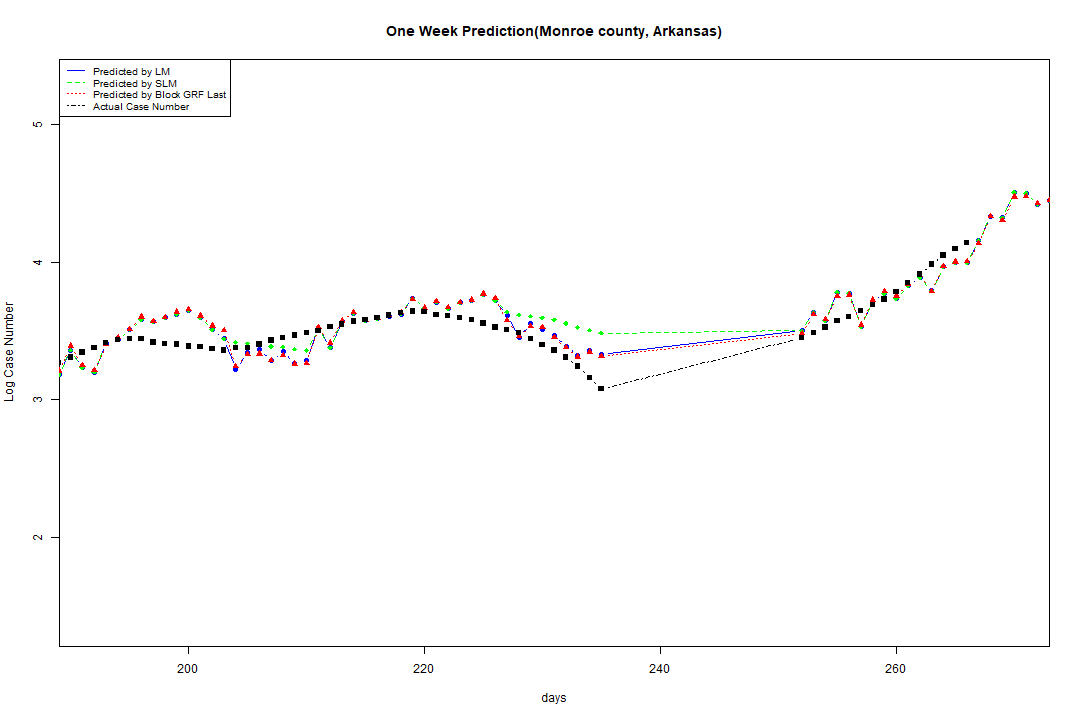 One Week Prediction(Monroe county, Arkansas)
Predicted by LM
Predicted by SLM
Predicted by Block GRF Last
Actual Case Number
5
4
3
2
Log Case Number
200 220 240 260
days